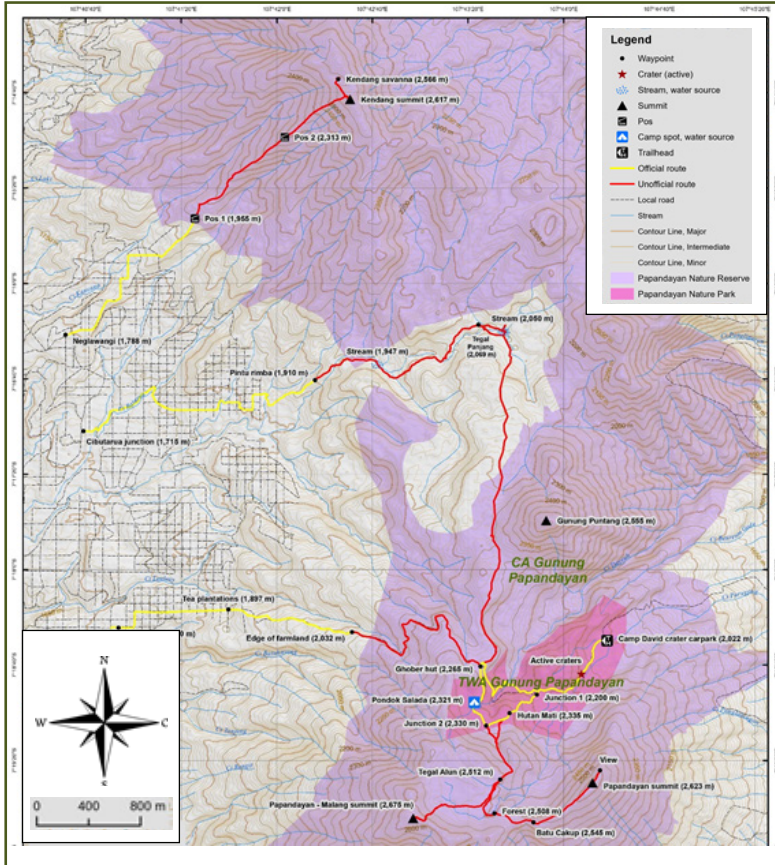 Legend
Waypoint
Crater (active)
Stream, water source
Summit
Pos
Camp spot, water source
Trailhead
Official route
Unofficial route
Local road
Stream
Contour Line, Major
Contour Line, Intermediate
Contour Line, Minor
Papandayan Nature Reserve
Papandayan Nature Park
Kendang savanna (2,566 m)
Kendang summit (2,617 m)
Pos 2 (2,313 m)
Pos 1 (1,955 m)
Neglawangi (1,788 m)
Stream (2,050 m)
Tegal
Panjang
(2,069 m)
Stream (1,947 m)
Pintu rimba (1,910 m)
Cibutarua junction (1,715 m)
Gunung Puntang (2,555 m)
CA Gunung
Papandayan
Tea plantations (1,897 m)
Edge of farmland (2,032 m)
Camp David crater carpark (2,022 m)
Active craters
Ghober hut (2,265 m)
TWA Gunung Papandayan
Pondok Salada (2,321 m)
Junction 1 (2,200 m)
Hutan Mati (2,335 m)
Junction 2 (2,330 m)
Tegal Alun (2,512 m)
View
Papandayan summit (2,623 m)
Papandayan - Malang summit (2,675 m)
Forest (2,508 m)
Batu Cakup (2,545 m)
N
W
S
0 400 800 m